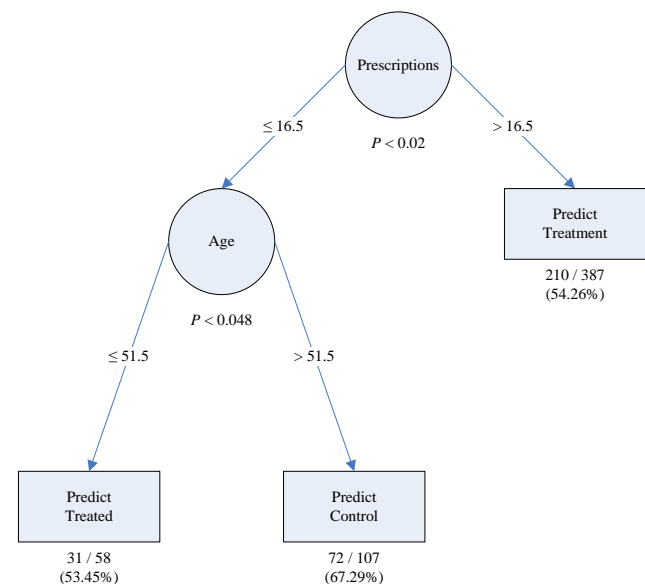 Prescriptions
≤ 16.5
> 16.5
P < 0.02
Predict
Treatment
210 / 387
(54.26%)
Age
P < 0.048
≤ 51.5
> 51.5
Predict
Treated
31 / 58
(53.45%)
Predict
Control
72 / 107
(67.29%)